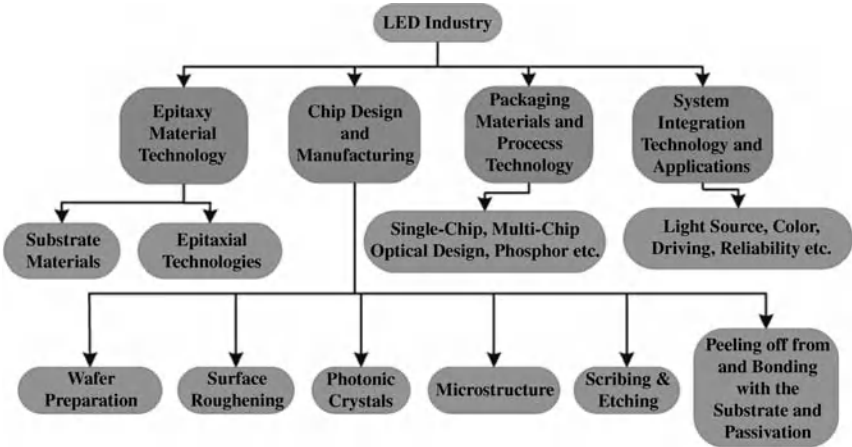 LED Industry
Epitaxy
Material
Technology
Chip Design
and
Manufacturing
Packaging
Materials and
Procecss
Technology
System
Integration
Technology and
Applications
Substrate
Materials
Epitaxial
Technologies
Single-Chip, Multi-Chip
Optical Design, Phosphor etc.
Light Source, Color,
Driving, Reliability etc.
Wafer
Preparation
Surface
Roughening
Photonic
Crystals
Microstructure
Scribing &
Etching
Peeling off from
and Bonding
with the
Substrate and
Passivation